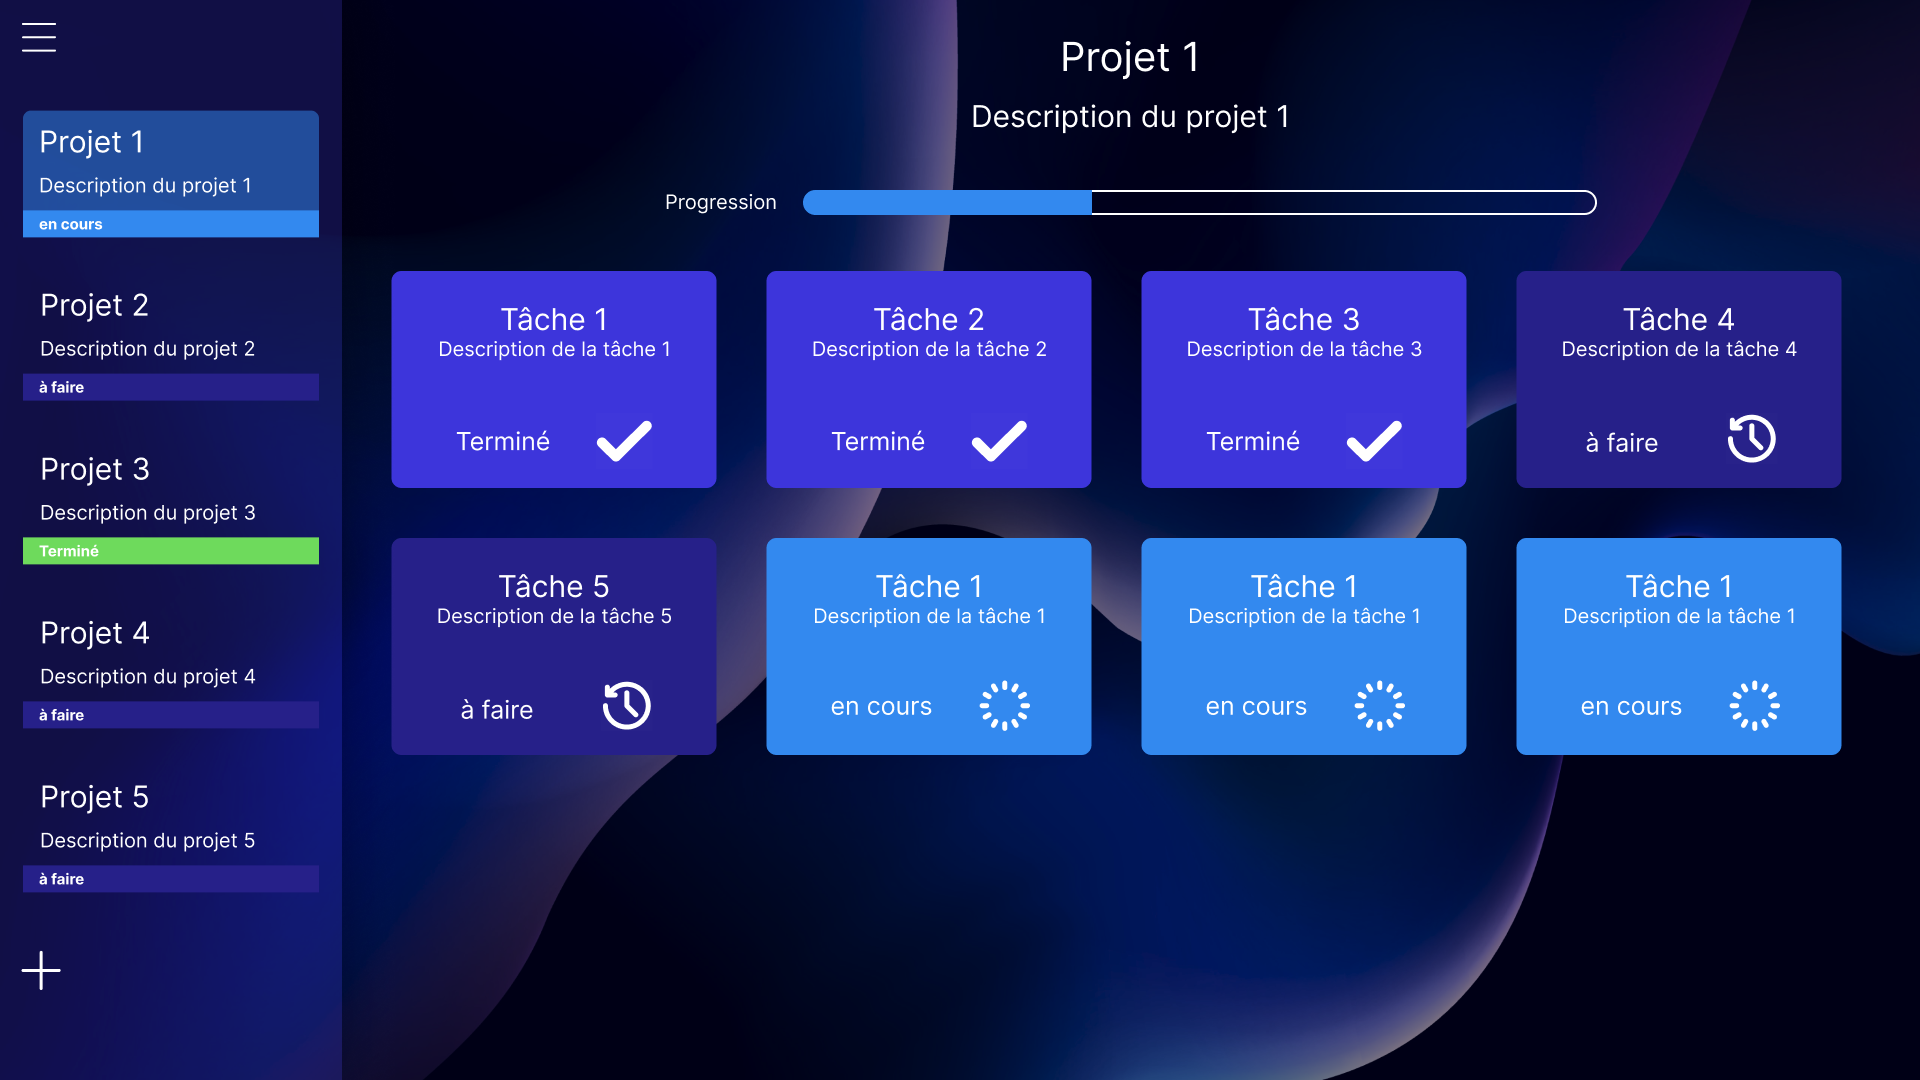 Projet 1
Description du projet 1
en cours
Projet 2
Description du projet 2
à faire
Projet 3
Description du projet 3
Terminé
Projet 4
Description du projet 4
à faire
Projet 5
Description du projet 5
à faire
Projet 1
Description du projet 1
Progression
Tâche 1
Description de la tâche 1
Terminé
Tâche 2
Description de la tâche 2
Terminé
Tâche 3
Description de la tâche 3
Terminé
Tâche 4
Description de la tâche 4
à faire
Tâche 5
Description de la tâche 5
à faire
Tâche 1
Description de la tâche 1
en cours
Tâche 1
Description de la tâche 1
en cours
Tâche 1
Description de la tâche 1
en cours